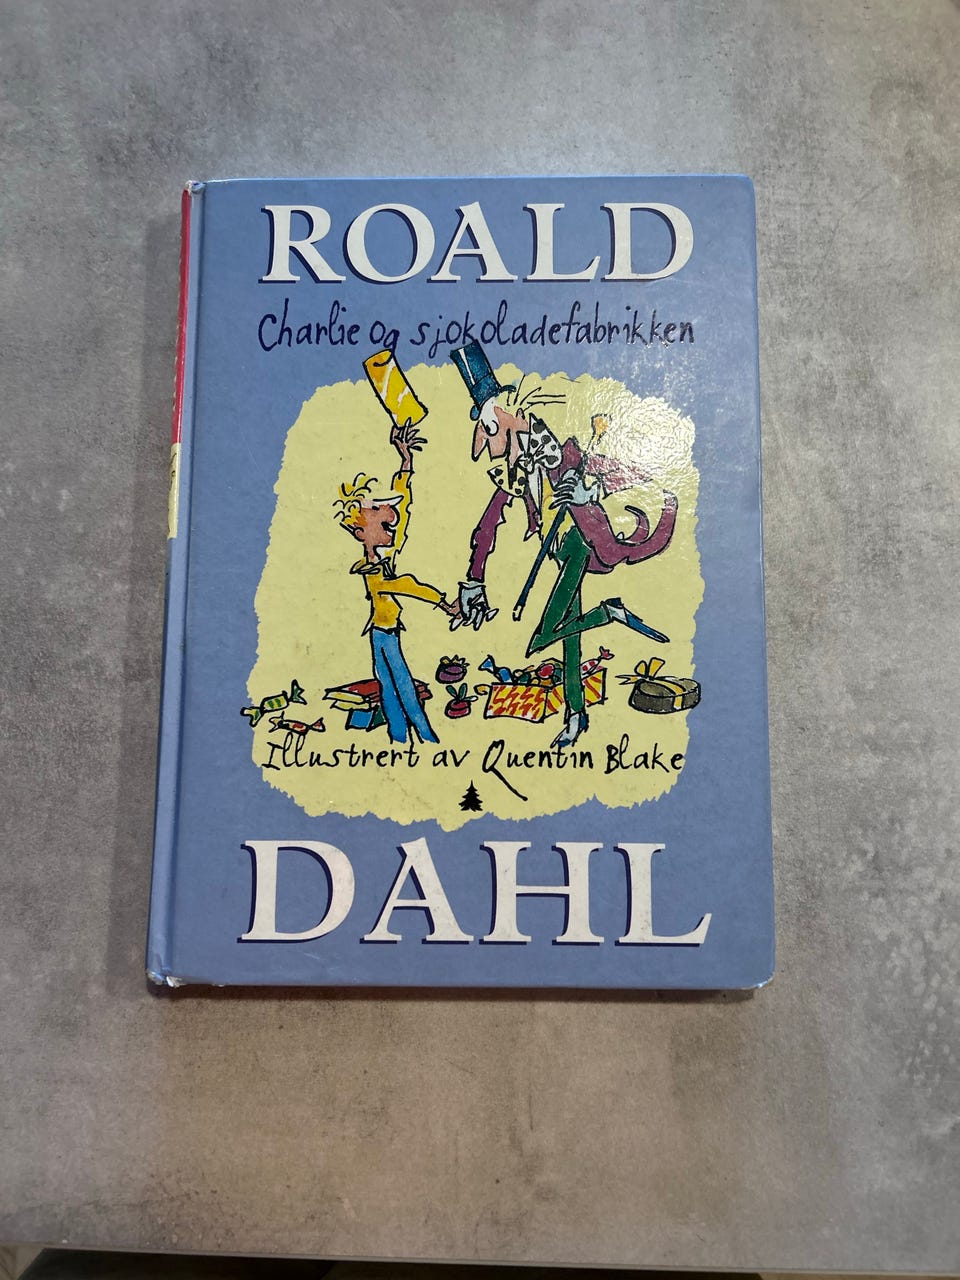 ROALD
Charlie og sjokoladefabrikken
Illustrert av Quentin Blake
DAHL